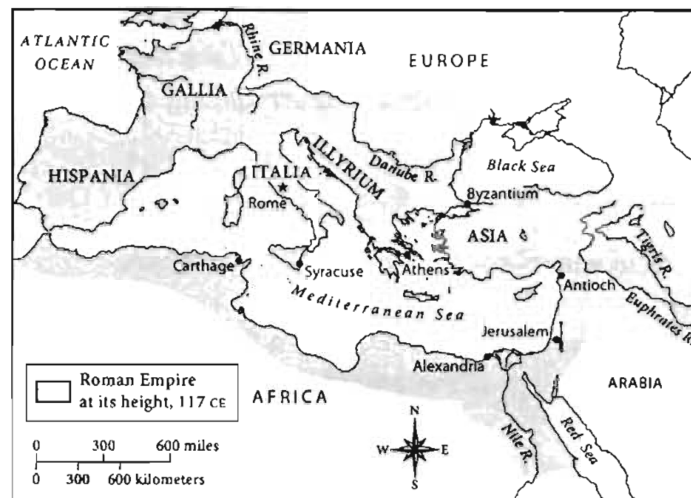 ATLANTIC
OCEAN
Rhine R.
GERMANIA
EUROPE
GALLIA
HISPANIA
ITALIA
Rome
ILLYRIUM
Danube R.
Black Sea
Byzantium
ASIA
Tigris R.
Carthage
Syracuse
Athens
Antioch
Mediterranean Sea
Euphrates R.
Jerusalem
Alexandria
AFRICA
ARABIA
Nile R.
Red Sea
Roman Empire
at its height, 117 CE
0 300 600 miles
0 300 600 kilometers
N
W E
S